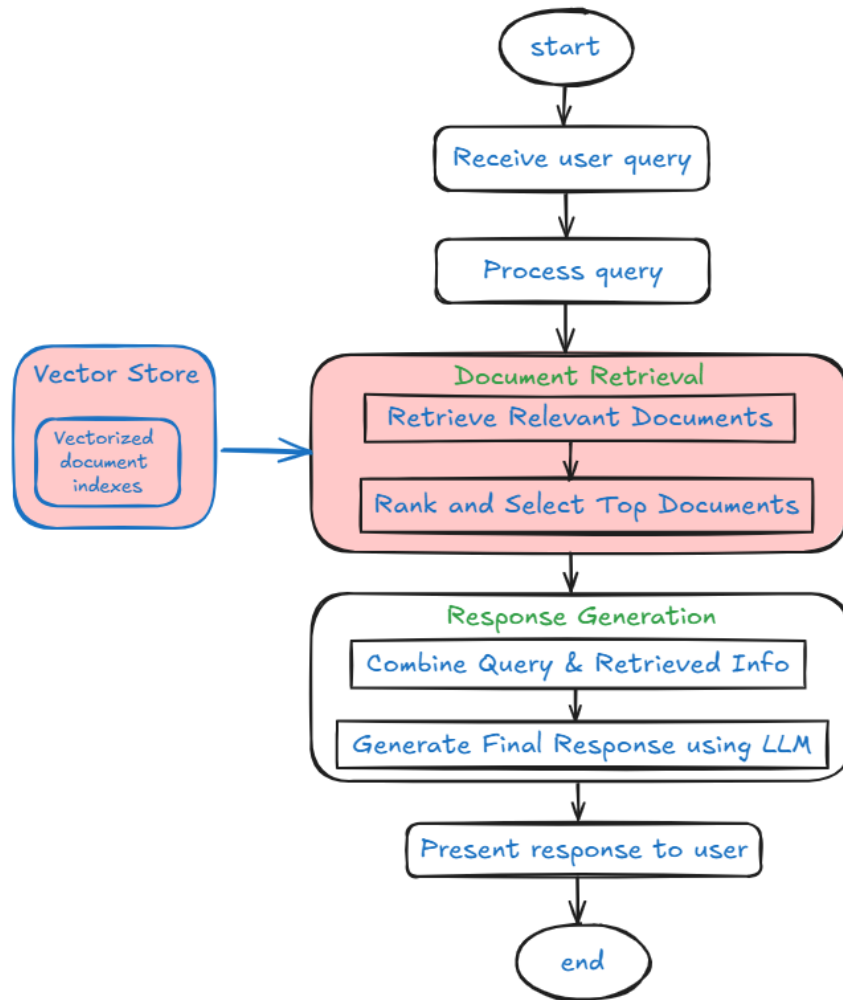 start
Receive user query
Process query
Vector Store
Vectorized
document
indexes
Document Retrieval
Retrieve Relevant Documents
Rank and Select Top Documents
Response Generation
Combine Query & Retrieved Info
Generate Final Response using LLM
Present response to user
end